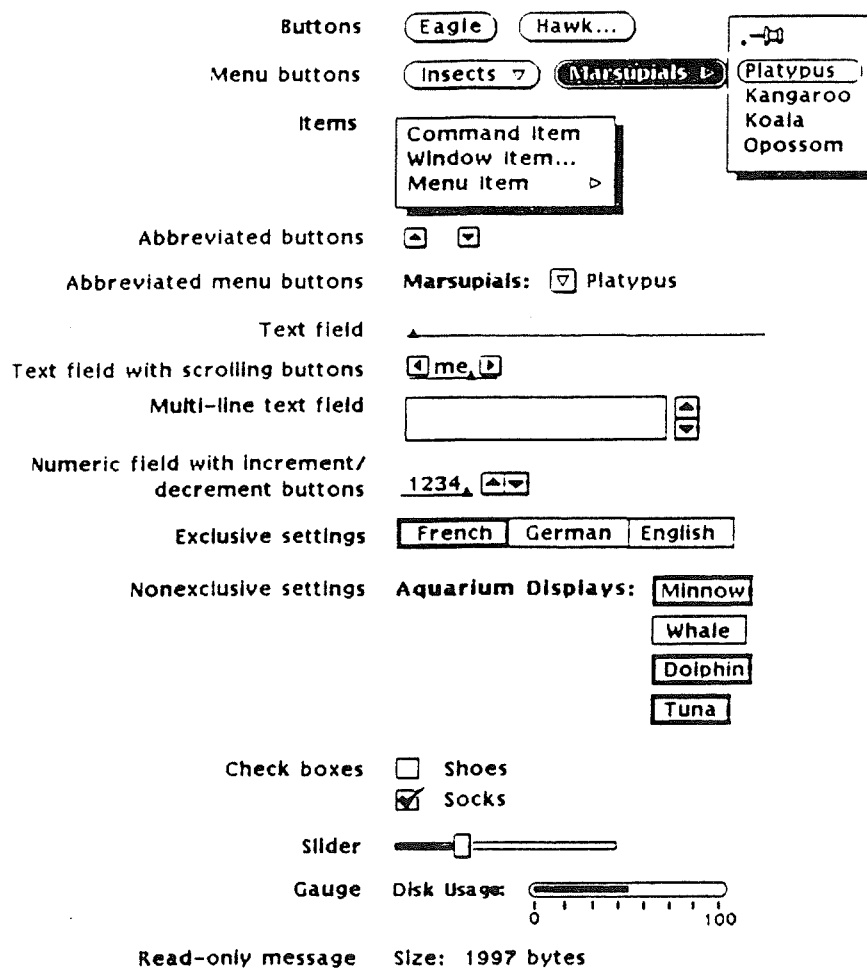 Buttons Eagle Hawk...
Menu buttons Insects Marsupials
Platypus
Kangaroo
Koala
Opossom
Items
Command Item
Window Item...
Menu Item
Abbreviated buttons
Abbreviated menu buttons Marsupials: Platypus
Text field
Text field with scrolling buttons me
Multi-line text field
Numeric field with increment/
decrement buttons 1234
Exclusive settings French German English
Nonexclusive settings Aquarium Displays: Minnow
Whale
Dolphin
Tuna
Check boxes Shoes
Socks
Slider
Gauge Disk Usage:
0 100
Read-only message Size: 1997 bytes